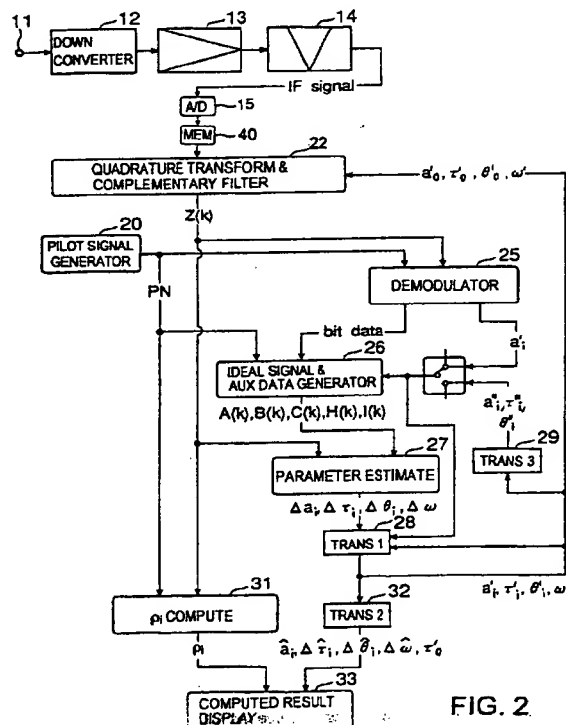 11
12
13
14
DOWN
CONVERTER
IF signal
A/D
15
MEM
40
22
QUADRATURE TRANSFORM &
COMPLEMENTARY FILTER
a'₀, τ'₀, θ'₀, ω'
Z(k)
20
PILOT SIGNAL
GENERATOR
PN
25
DEMODULATOR
bit data
a'ᵢ
26
IDEAL SIGNAL &
AUX DATA GENERATOR
A(k),B(k),C(k),H(k),I(k)
a"ᵢ, τ"ᵢ,
θ"ᵢ
27
29
TRANS 3
PARAMETER ESTIMATE
Δaᵢ, Δτᵢ, Δθᵢ, Δω
28
TRANS 1
31
32
a'ᵢ, τ'ᵢ, θ'ᵢ, ω'
ρi COMPUTE
TRANS 2
ρi
âᵢ, Δτ̂ᵢ, Δθ̂ᵢ, Δω̂, τ'₀
33
COMPUTED RESULT
DISPLAY
FIG. 2